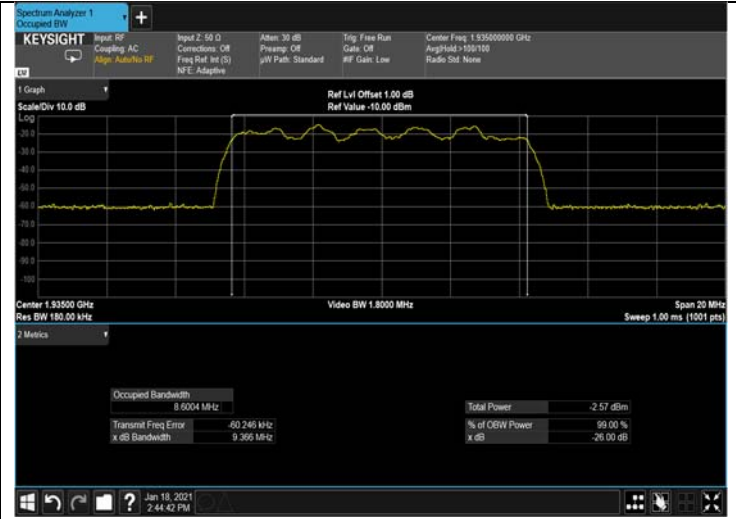 Spectrum Analyzer 1
Occupied BW
+
KEYSIGHT
Input: RF
Coupling: AC
Align: Auto/No RF
Input Z: 50 Ω
Corrections: Off
Freq Ref: Int (S)
NFE: Adaptive
Atten: 30 dB
Preamp: Off
µW Path: Standard
Trig: Free Run
Gate: Off
#IF Gain: Low
Center Freq: 1.935000000 GHz
Avg|Hold:>100/100
Radio Std: None
1 Graph
Scale/Div 10.0 dB
Ref Lvl Offset 1.00 dB
Ref Value -10.00 dBm
Log
-20.0
-30.0
-40.0
-50.0
-60.0
-70.0
-80.0
-90.0
-100
Center 1.93500 GHz
Res BW 180.00 kHz
Video BW 1.8000 MHz
Span 20 MHz
Sweep 1.00 ms (1001 pts)
2 Metrics
Occupied Bandwidth
8.6004 MHz
Transmit Freq Error -60.246 kHz
x dB Bandwidth 9.366 MHz
Total Power -2.57 dBm
% of OBW Power 99.00 %
x dB -26.00 dB
?
Jan 18, 2021
2:44:42 PM